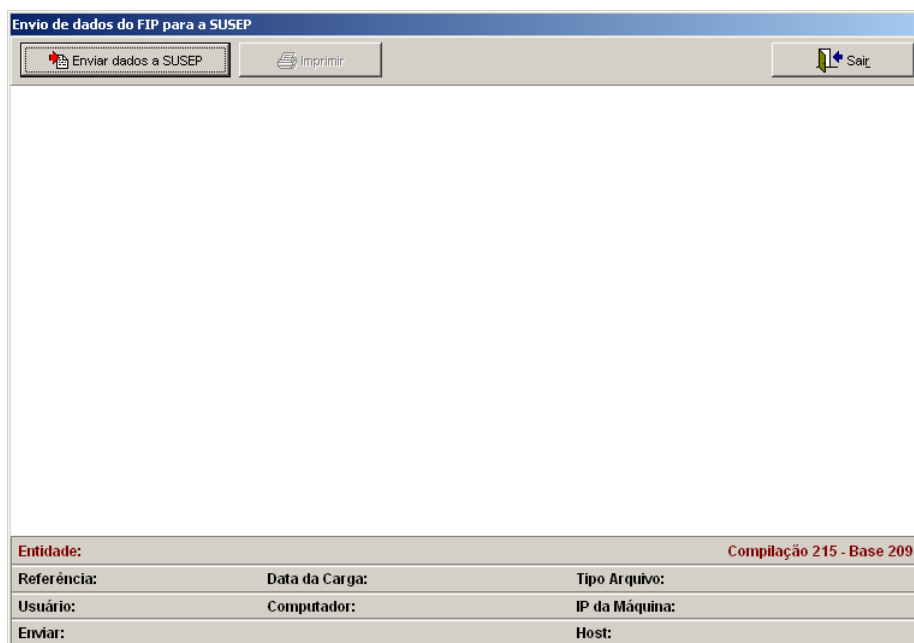 Envio de dados do FIP para a SUSEP
Enviar dados a SUSEP Imprimir Sair
Entidade: Compilação 215 - Base 209
Referência: Data da Carga: Tipo Arquivo:
Usuário: Computador: IP da Máquina:
Enviar: Host: